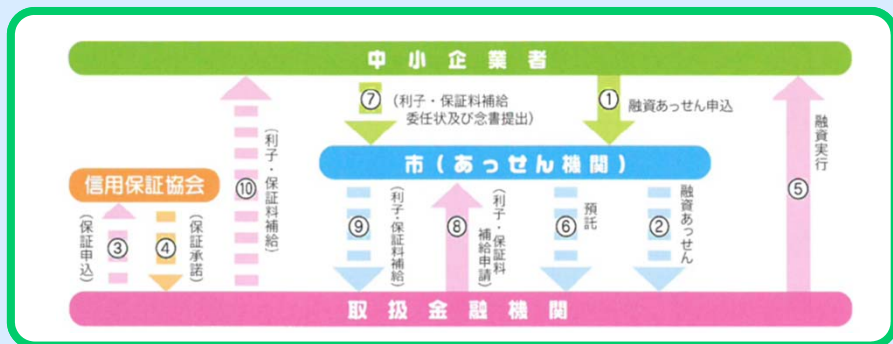 中小企業者
⑦
(利子・保証料補給
委任状及び念書提出)
①
融資あっせん申込
市(あっせん機関)
信用保証協会
(保証申込)
③
④
(保証承諾)
⑩
(利子・保証料補給)
⑨
(利子・保証料補給)
⑧
(利子・保証料
補給申請)
⑥
預託
②
融資あっせん
⑤
融資実行
取扱金融機関